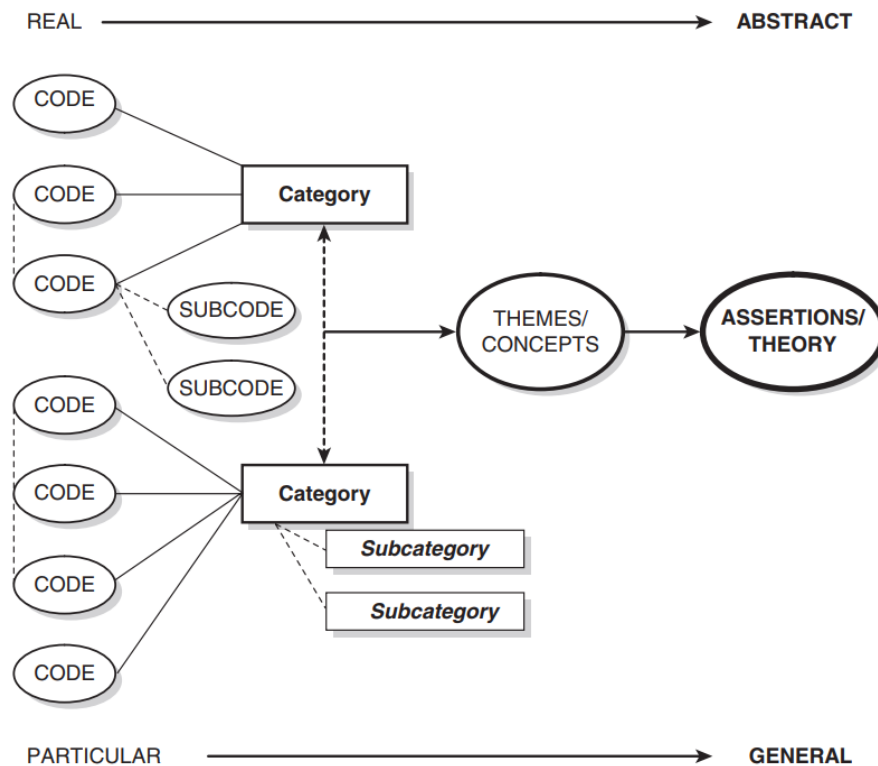 REAL
ABSTRACT
CODE
CODE
Category
CODE
SUBCODE
THEMES/
CONCEPTS
ASSERTIONS/
THEORY
SUBCODE
CODE
CODE
Category
Subcategory
CODE
Subcategory
CODE
PARTICULAR
GENERAL